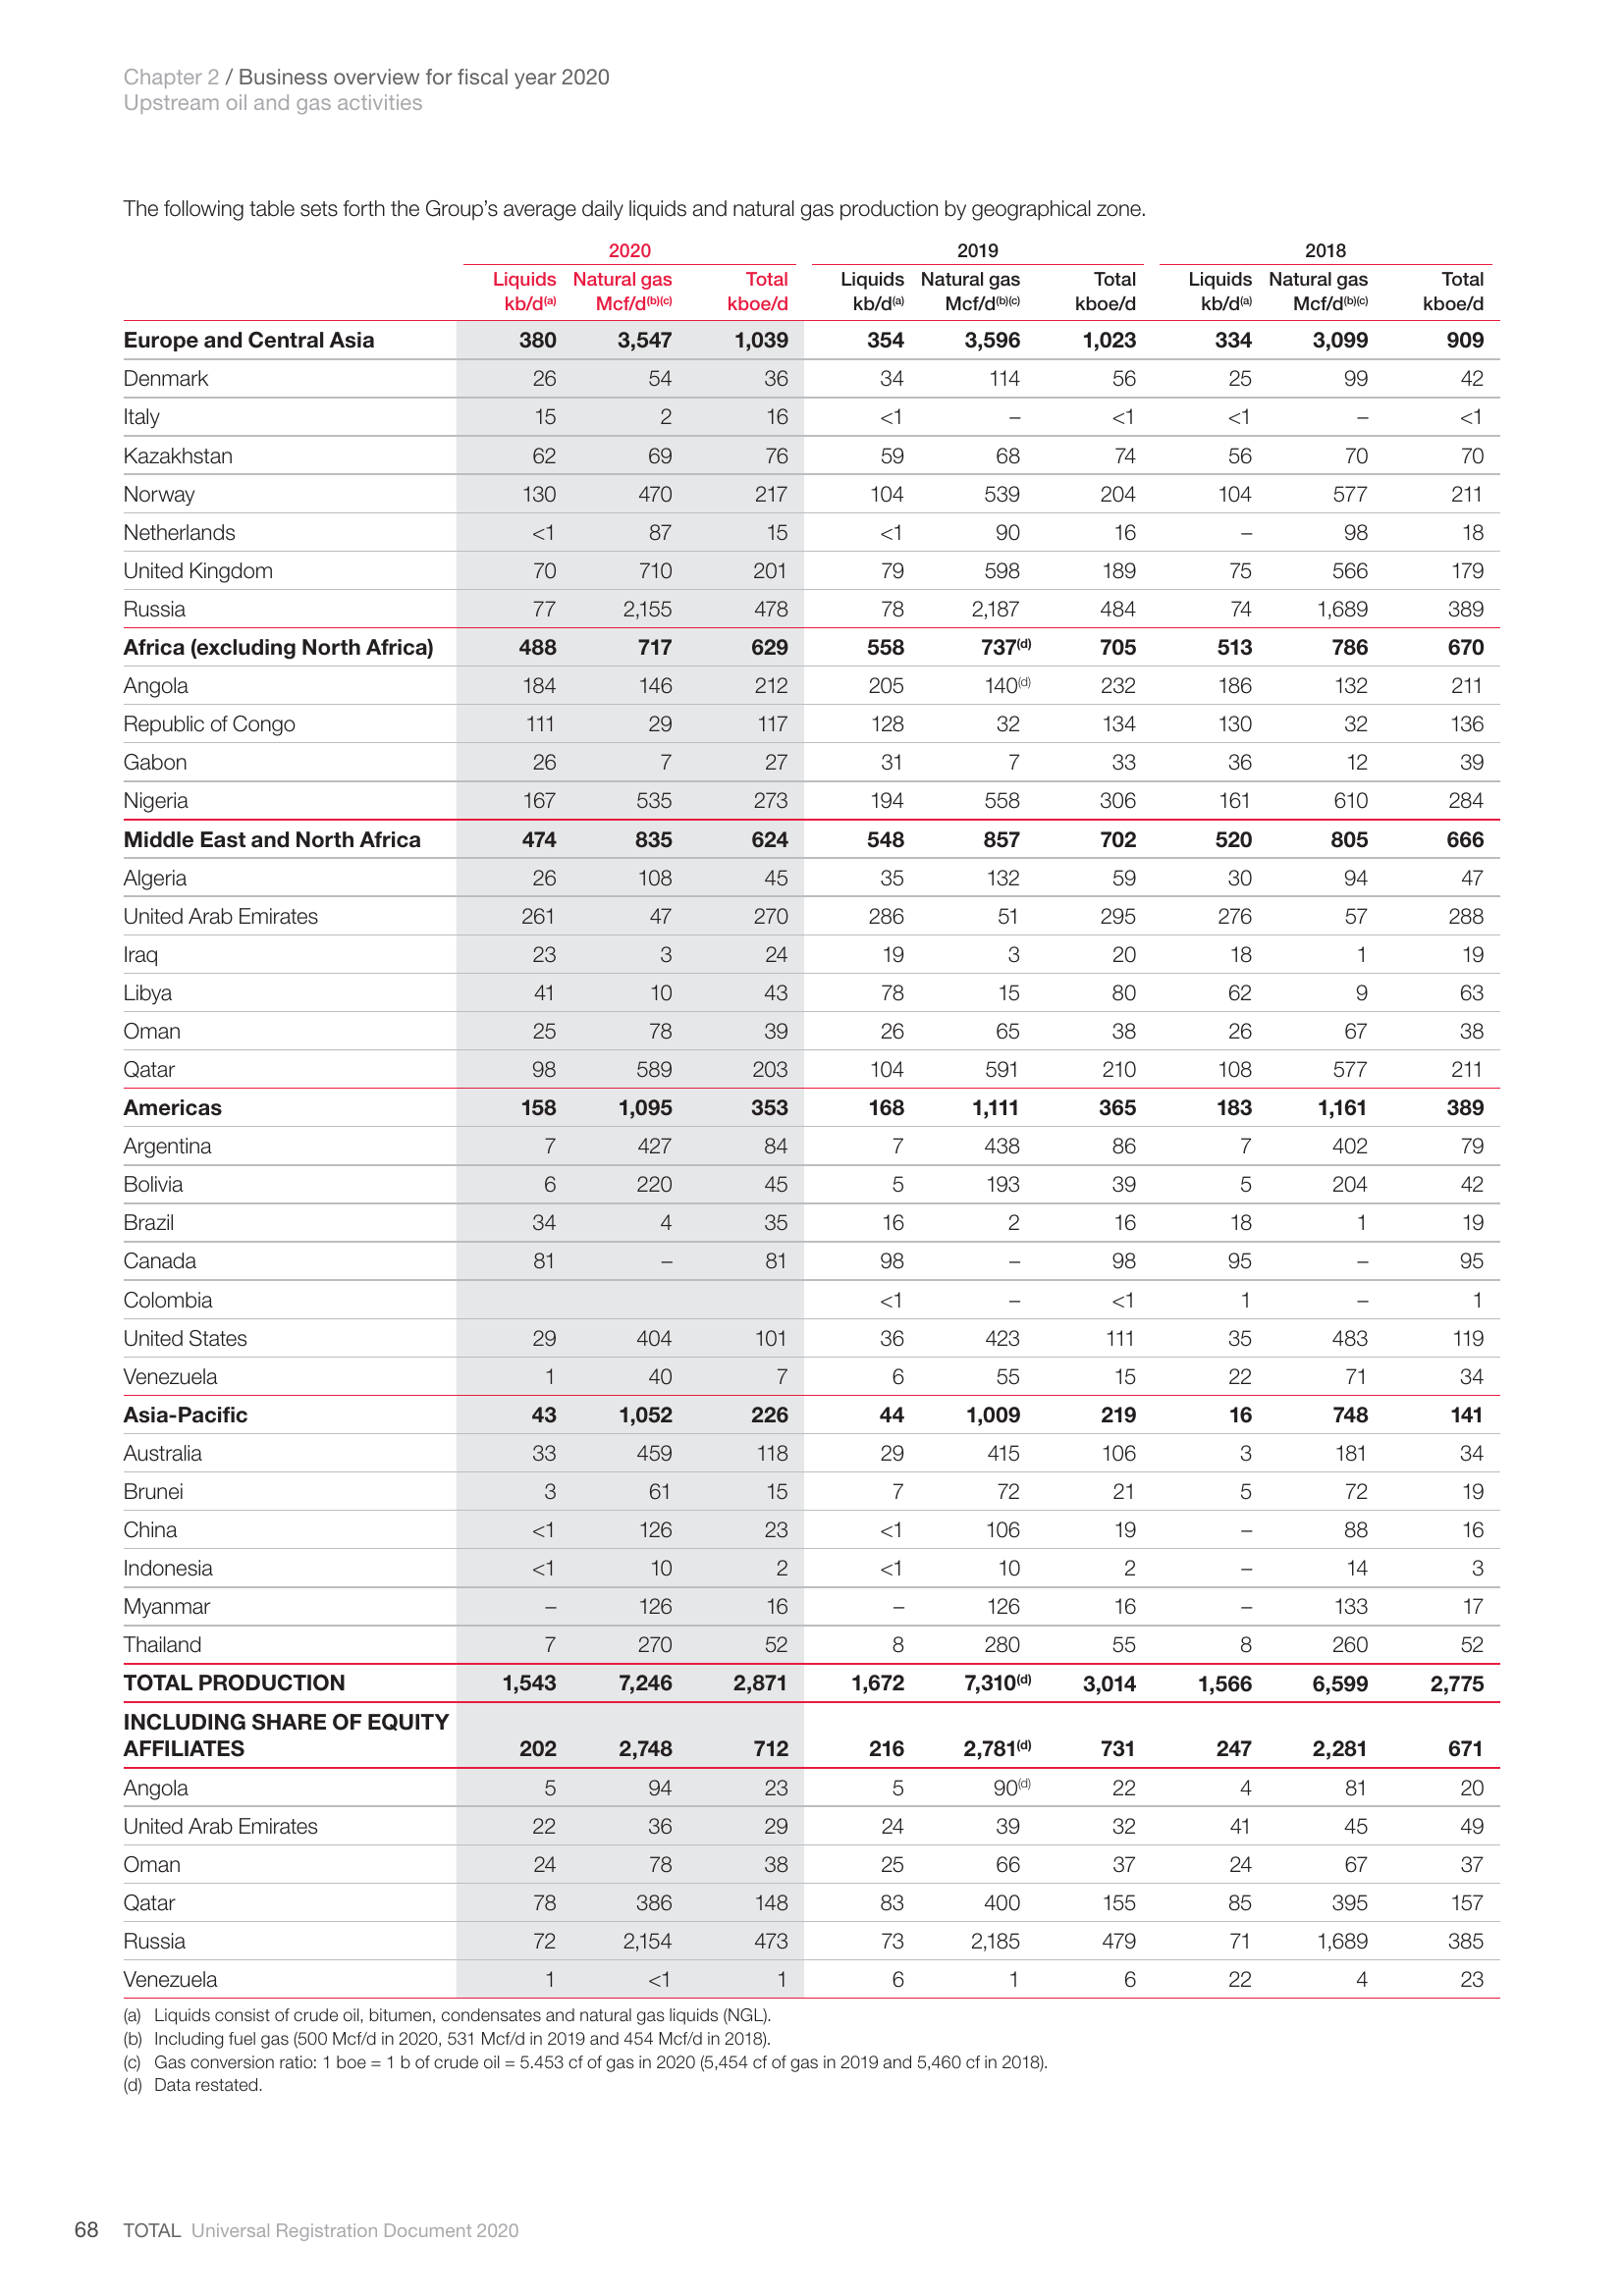 Chapter 2 / Business overview for fiscal year 2020
Upstream oil and gas activities
The following table sets forth the Group's average daily liquids and natural gas production by geographical zone.
2020 2019 2018
Liquids Natural gas Total Liquids Natural gas Total Liquids Natural gas Total
kb/d(a) Mcf/d(b)(c) kboe/d kb/d(a) Mcf/d(b)(c) kboe/d kb/d(a) Mcf/d(b)(c) kboe/d
Europe and Central Asia 380 3,547 1,039 354 3,596 1,023 334 3,099 909
Denmark 26 54 36 34 114 56 25 99 42
Italy 15 2 16 <1 – <1 <1 – <1
Kazakhstan 62 69 76 59 68 74 56 70 70
Norway 130 470 217 104 539 204 104 577 211
Netherlands <1 87 15 <1 90 16 – 98 18
United Kingdom 70 710 201 79 598 189 75 566 179
Russia 77 2,155 478 78 2,187 484 74 1,689 389
Africa (excluding North Africa) 488 717 629 558 737(d) 705 513 786 670
Angola 184 146 212 205 140(d) 232 186 132 211
Republic of Congo 111 29 117 128 32 134 130 32 136
Gabon 26 7 27 31 7 33 36 12 39
Nigeria 167 535 273 194 558 306 161 610 284
Middle East and North Africa 474 835 624 548 857 702 520 805 666
Algeria 26 108 45 35 132 59 30 94 47
United Arab Emirates 261 47 270 286 51 295 276 57 288
Iraq 23 3 24 19 3 20 18 1 19
Libya 41 10 43 78 15 80 62 9 63
Oman 25 78 39 26 65 38 26 67 38
Qatar 98 589 203 104 591 210 108 577 211
Americas 158 1,095 353 168 1,111 365 183 1,161 389
Argentina 7 427 84 7 438 86 7 402 79
Bolivia 6 220 45 5 193 39 5 204 42
Brazil 34 4 35 16 2 16 18 1 19
Canada 81 – 81 98 – 98 95 – 95
Colombia <1 – <1 1 – 1
United States 29 404 101 36 423 111 35 483 119
Venezuela 1 40 7 6 55 15 22 71 34
Asia-Pacific 43 1,052 226 44 1,009 219 16 748 141
Australia 33 459 118 29 415 106 3 181 34
Brunei 3 61 15 7 72 21 5 72 19
China <1 126 23 <1 106 19 – 88 16
Indonesia <1 10 2 <1 10 2 – 14 3
Myanmar – 126 16 – 126 16 – 133 17
Thailand 7 270 52 8 280 55 8 260 52
TOTAL PRODUCTION 1,543 7,246 2,871 1,672 7,310(d) 3,014 1,566 6,599 2,775
INCLUDING SHARE OF EQUITY
AFFILIATES 202 2,748 712 216 2,781(d) 731 247 2,281 671
Angola 5 94 23 5 90(d) 22 4 81 20
United Arab Emirates 22 36 29 24 39 32 41 45 49
Oman 24 78 38 25 66 37 24 67 37
Qatar 78 386 148 83 400 155 85 395 157
Russia 72 2,154 473 73 2,185 479 71 1,689 385
Venezuela 1 <1 1 6 1 6 22 4 23
(a) Liquids consist of crude oil, bitumen, condensates and natural gas liquids (NGL).
(b) Including fuel gas (500 Mcf/d in 2020, 531 Mcf/d in 2019 and 454 Mcf/d in 2018).
(c) Gas conversion ratio: 1 boe = 1 b of crude oil = 5.453 cf of gas in 2020 (5,454 cf of gas in 2019 and 5,460 cf in 2018).
(d) Data restated.
68 TOTAL Universal Registration Document 2020